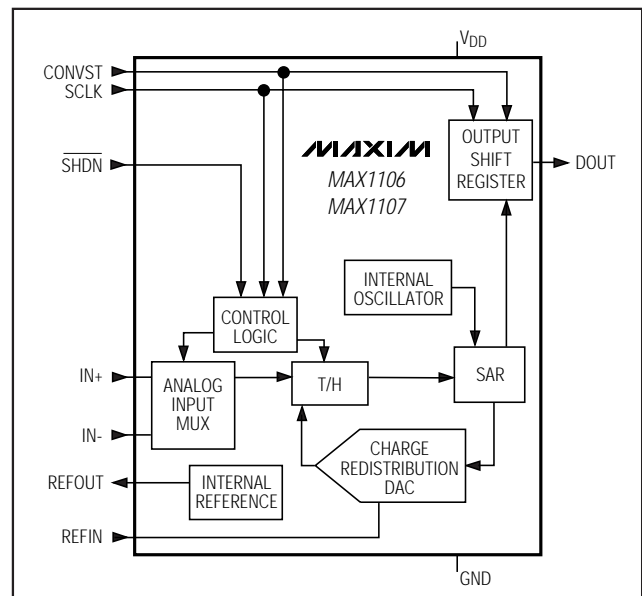 VDD
CONVST
SCLK
SHDN
MAXIM
MAX1106
MAX1107
OUTPUT
SHIFT
REGISTER
DOUT
INTERNAL
OSCILLATOR
CONTROL
LOGIC
IN+
ANALOG
INPUT
MUX
T/H
SAR
IN-
CHARGE
REDISTRIBUTION
DAC
REFOUT
INTERNAL
REFERENCE
REFIN
GND